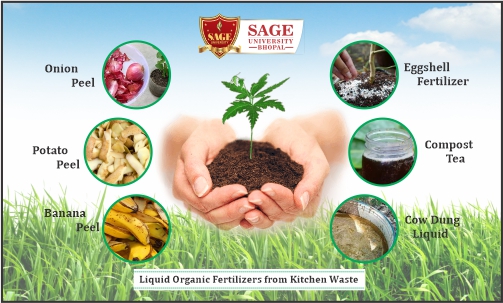 SAGE
UNIVERSITY
BHOPAL
Onion
Peel
Potato
Peel
Banana
Peel
Eggshell
Fertilizer
Compost
Tea
Cow Dung
Liquid
Liquid Organic Fertilizers from Kitchen Waste